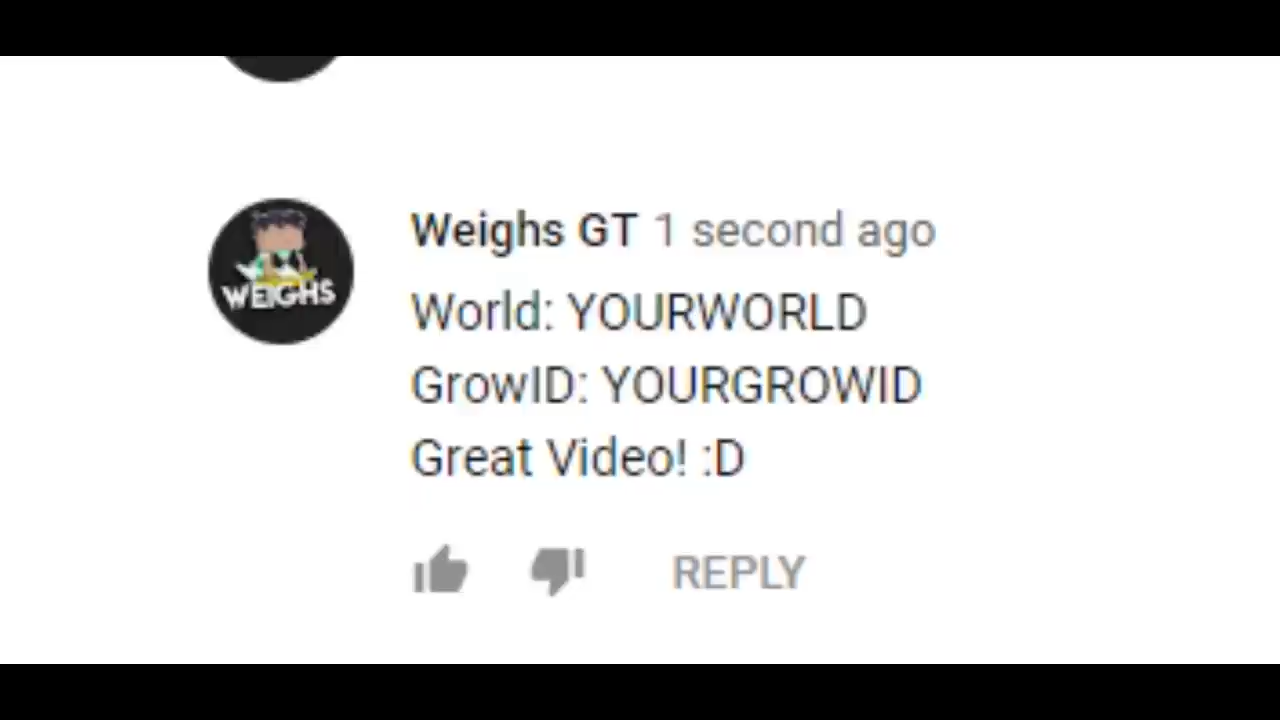 WEIGHS
Weighs GT 1 second ago
World: YOURWORLD
GrowID: YOURGROWID
Great Video! :D
REPLY